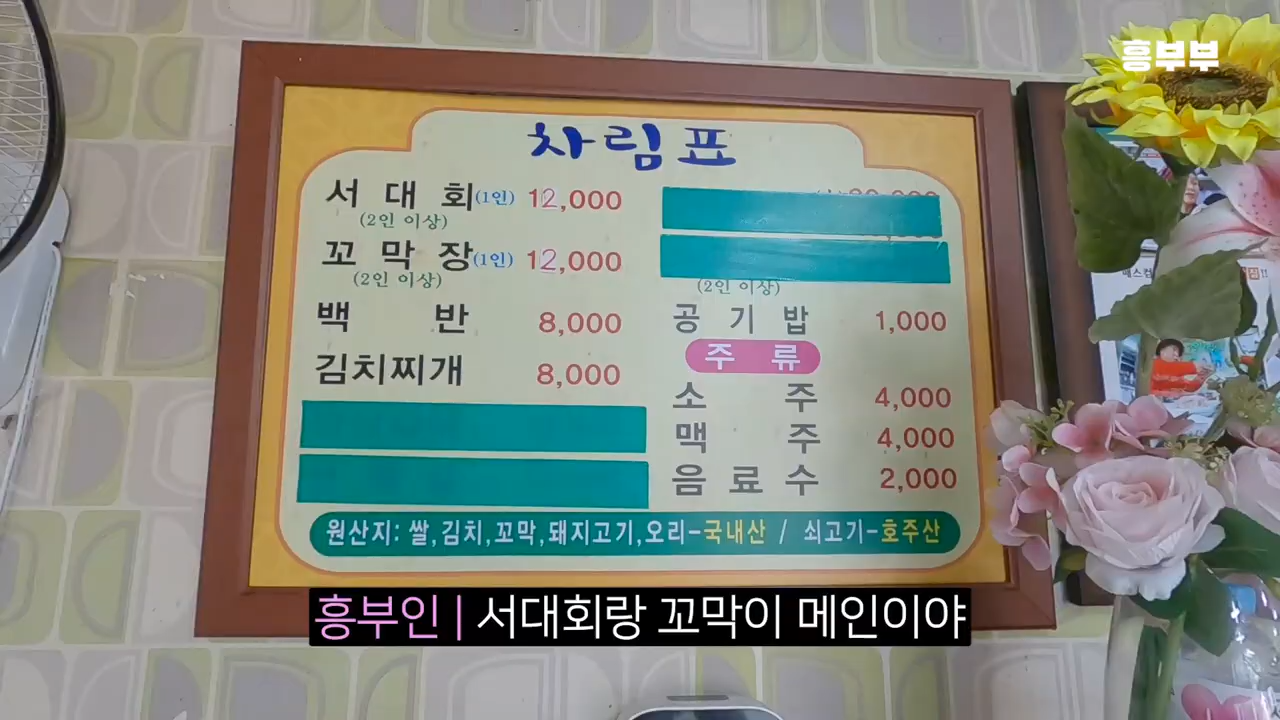 흥부부
차림표
서대회(1인) 12,000
(2인 이상)
꼬막장(1인) 12,000
(2인 이상)
백반 8,000
김치찌개 8,000
(2인 이상)
공기밥 1,000
주류
소주 4,000
맥주 4,000
음료수 2,000
원산지: 쌀,김치,꼬막,돼지고기,오리-국내산 / 쇠고기-호주산
흥부인 | 서대회랑 꼬막이 메인이야